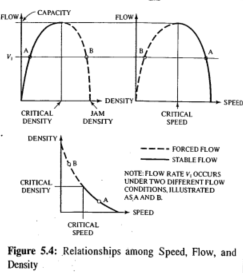 FLOW
CAPACITY
FLOW
A
B
B
A
V₁
DENSITY
SPEED
CRITICAL
DENSITY
JAM
DENSITY
CRITICAL
SPEED
DENSITY
B
CRITICAL
DENSITY
A
SPEED
CRITICAL
SPEED
FORCED FLOW
STABLE FLOW
NOTE: FLOW RATE V₁ OCCURS
UNDER TWO DIFFERENT FLOW
CONDITIONS, ILLUSTRATED
AS A AND B.
Figure 5.4: Relationships among Speed, Flow, and
Density